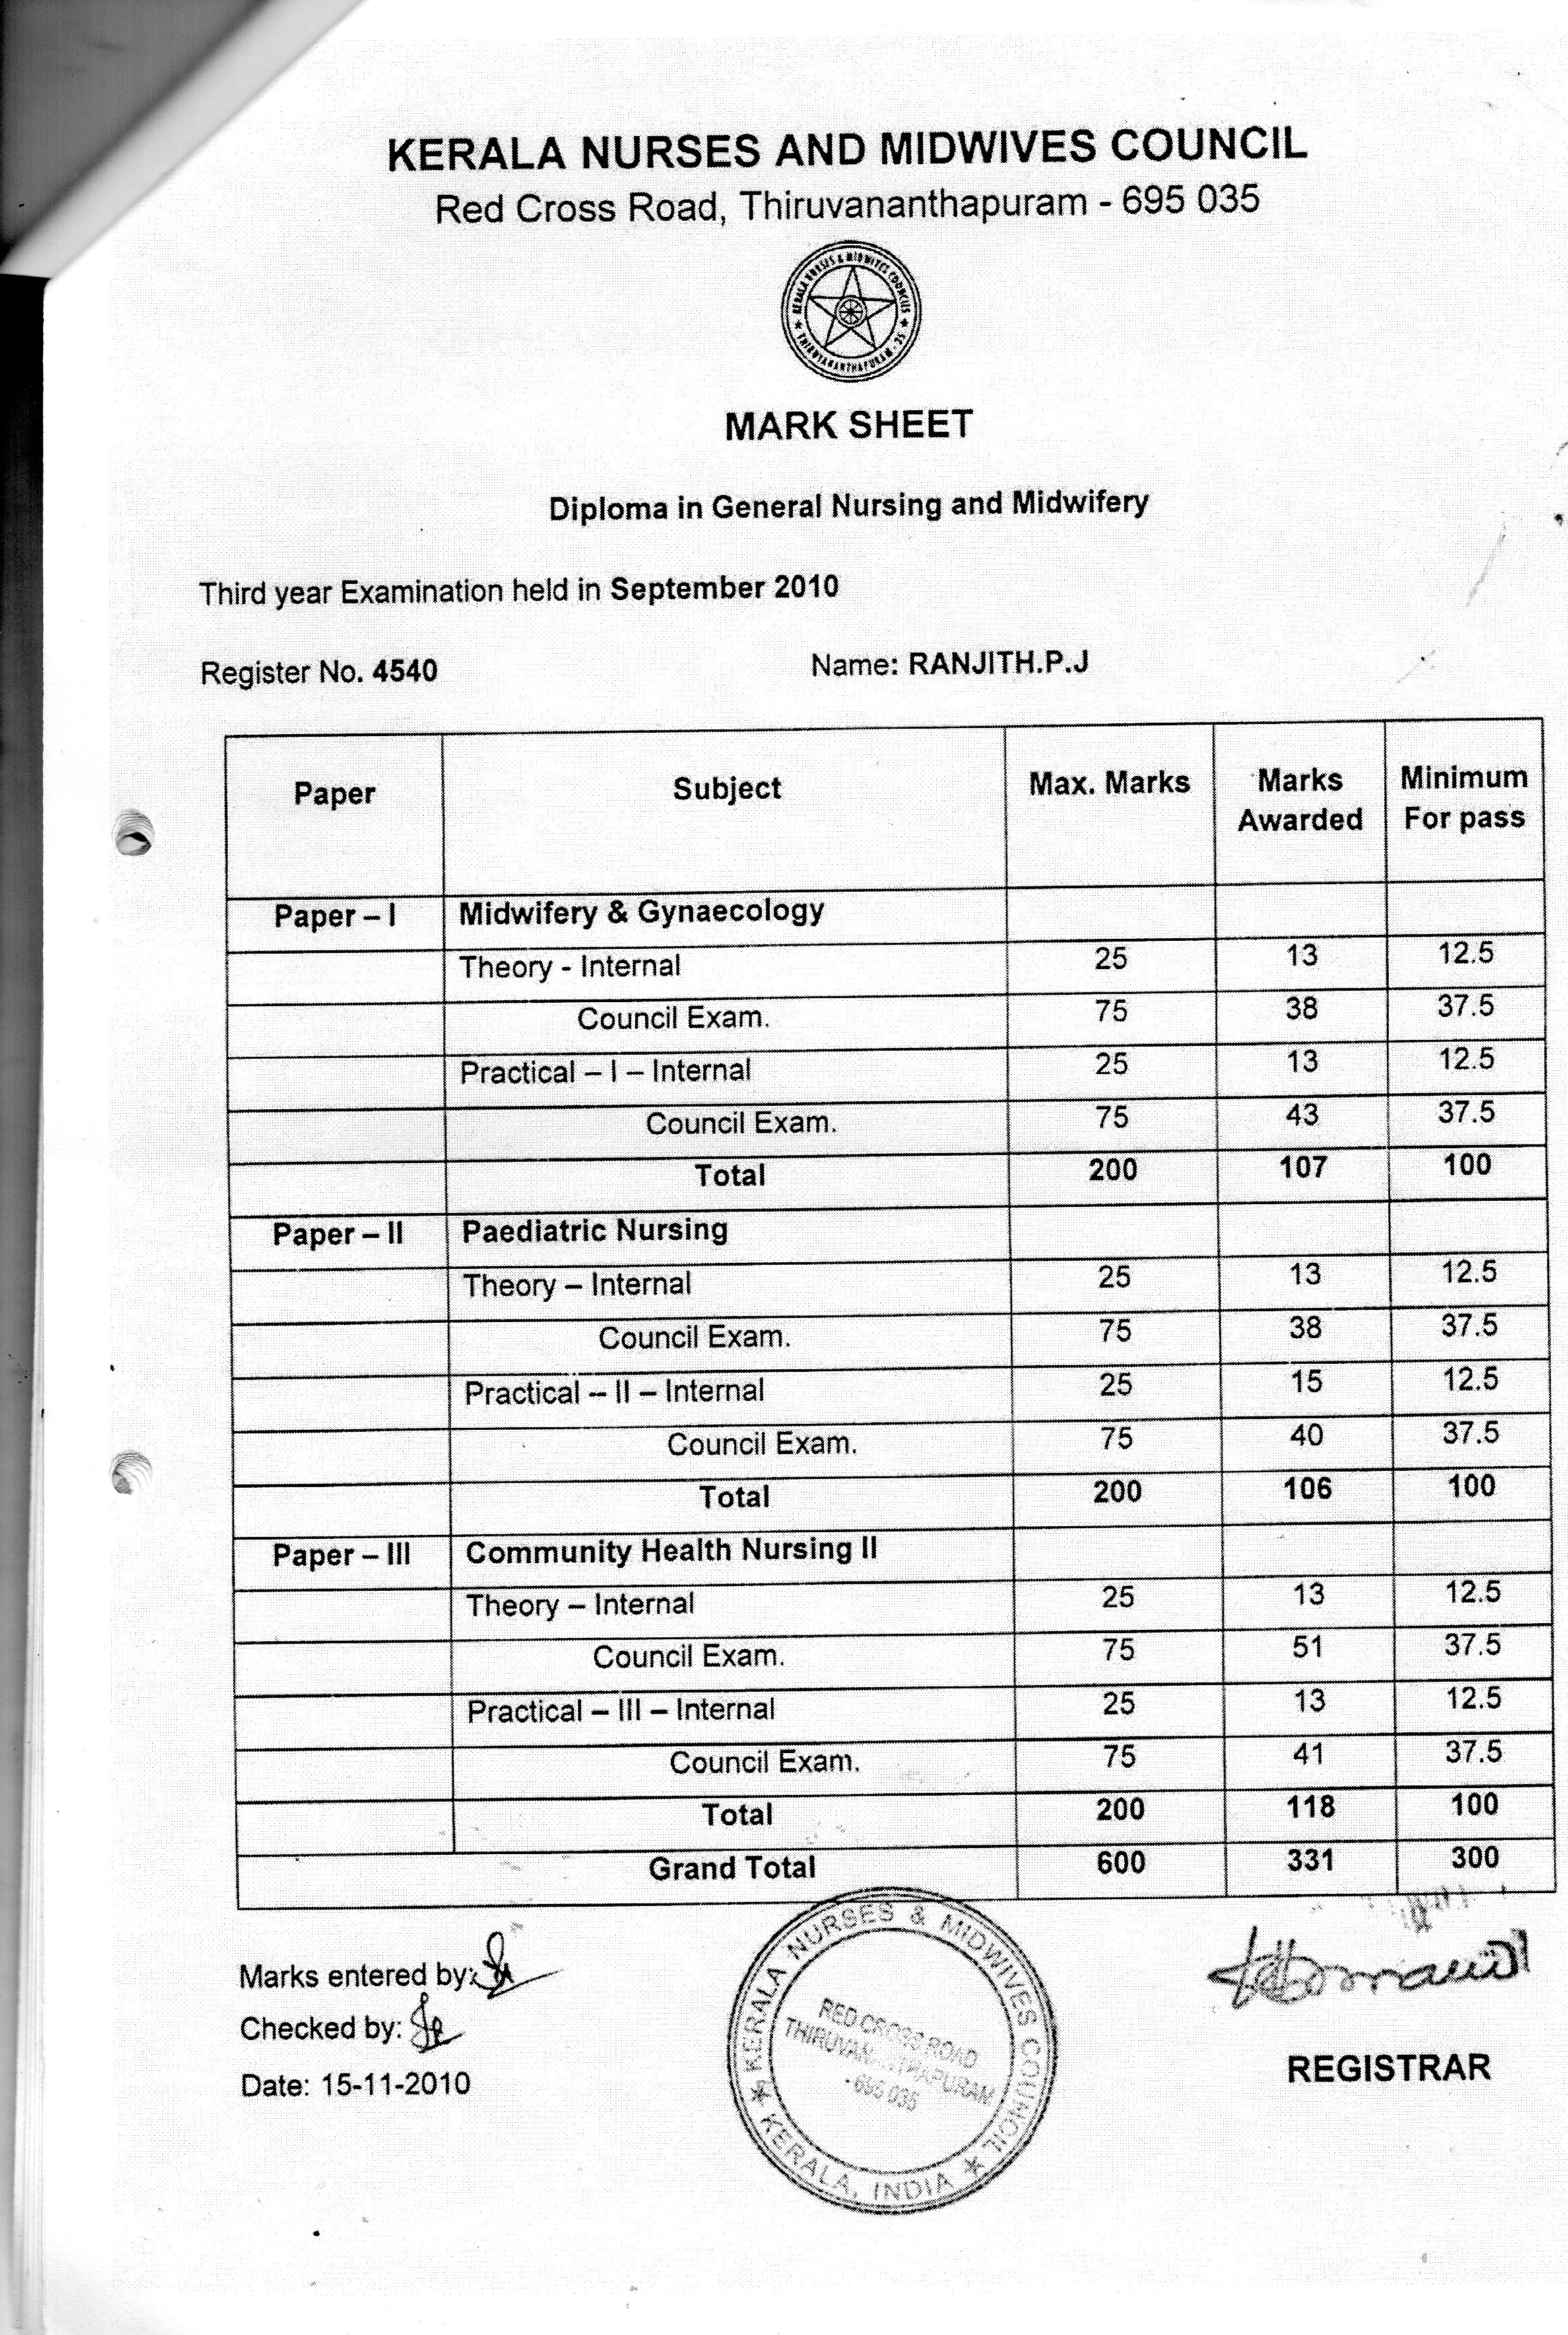 KERALA NURSES AND MIDWIVES COUNCIL
Red Cross Road, Thiruvananthapuram - 695 035
★ KERALA NURSES & MIDWIVES COUNCILS ★ THIRUVANANTHAPURAM - 35
MARK SHEET
Diploma in General Nursing and Midwifery
Third year Examination held in September 2010
Register No. 4540 Name: RANJITH.P.J
Paper Subject Max. Marks Marks Awarded Minimum For pass
Paper – I Midwifery & Gynaecology
Theory - Internal 25 13 12.5
Council Exam. 75 38 37.5
Practical – I – Internal 25 13 12.5
Council Exam. 75 43 37.5
Total 200 107 100
Paper – II Paediatric Nursing
Theory – Internal 25 13 12.5
Council Exam. 75 38 37.5
Practical – II – Internal 25 15 12.5
Council Exam. 75 40 37.5
Total 200 106 100
Paper – III Community Health Nursing II
Theory – Internal 25 13 12.5
Council Exam. 75 51 37.5
Practical – III – Internal 25 13 12.5
Council Exam. 75 41 37.5
Total 200 118 100
Grand Total 600 331 300
Marks entered by:
Checked by:
Date: 15-11-2010
★ KERALA NURSES & MIDWIVES COUNCIL ★ KERALA, INDIA
RED CROSS ROAD
- 695 035
REGISTRAR